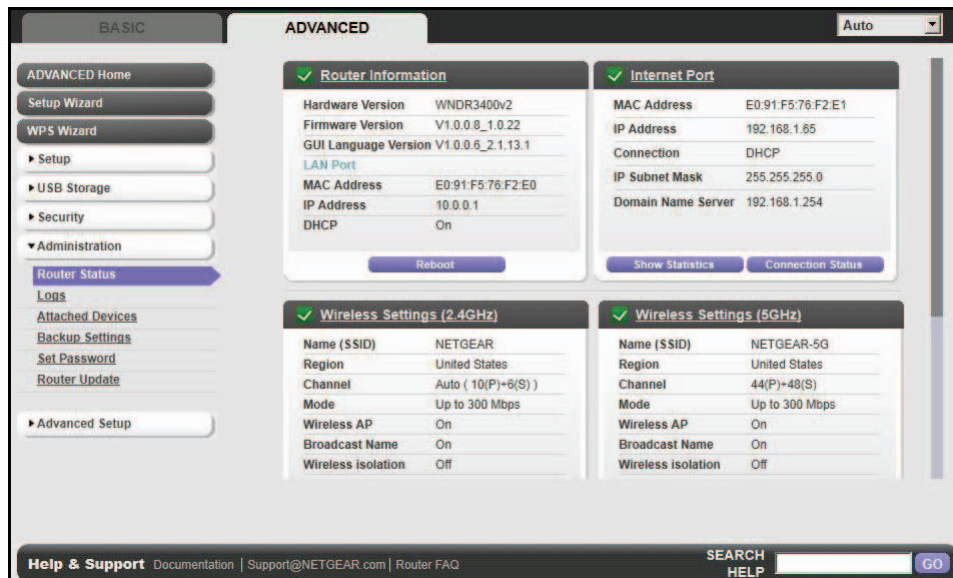 BASIC
ADVANCED
Auto
ADVANCED Home
Setup Wizard
WPS Wizard
Setup
USB Storage
Security
Administration
Router Status
Logs
Attached Devices
Backup Settings
Set Password
Router Update
Advanced Setup
Router Information
Hardware Version WNDR3400v2
Firmware Version V1.0.0.8_1.0.22
GUI Language Version V1.0.0.6_2.1.13.1
LAN Port
MAC Address E0:91:F5:76:F2:E0
IP Address 10.0.0.1
DHCP On
Reboot
Internet Port
MAC Address E0:91:F5:76:F2:E1
IP Address 192.168.1.65
Connection DHCP
IP Subnet Mask 255.255.255.0
Domain Name Server 192.168.1.254
Show Statistics Connection Status
Wireless Settings (2.4GHz)
Name (SSID) NETGEAR
Region United States
Channel Auto ( 10(P)+6(S) )
Mode Up to 300 Mbps
Wireless AP On
Broadcast Name On
Wireless isolation Off
Wireless Settings (5GHz)
Name (SSID) NETGEAR-5G
Region United States
Channel 44(P)+48(S)
Mode Up to 300 Mbps
Wireless AP On
Broadcast Name On
Wireless isolation Off
Help & Support Documentation | Support@NETGEAR.com | Router FAQ
SEARCH
HELP
GO